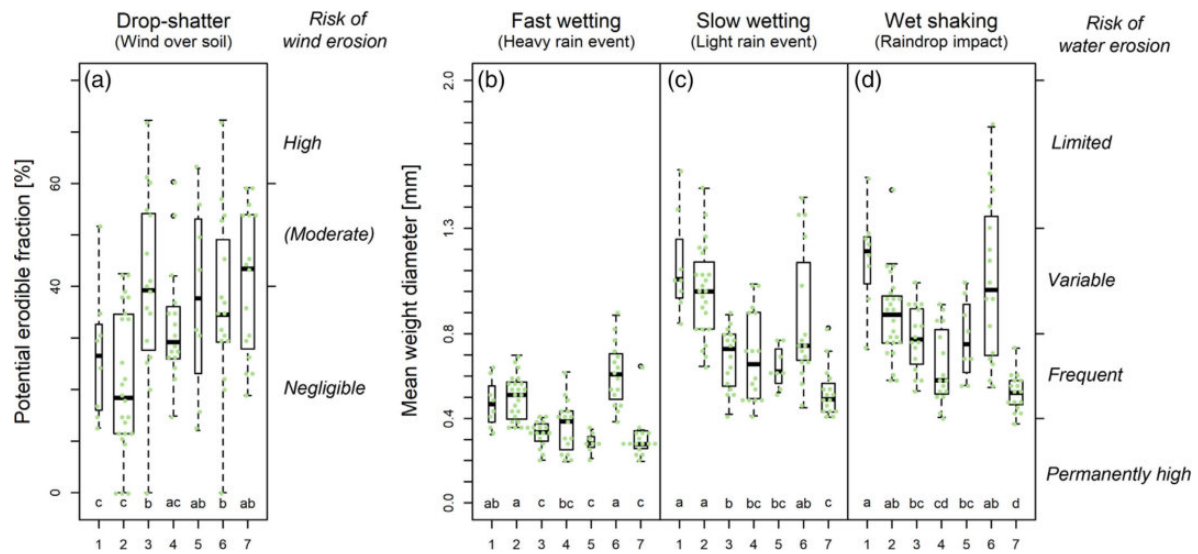 Drop-shatter
(Wind over soil)
Risk of
wind erosion
Fast wetting
(Heavy rain event)
Slow wetting
(Light rain event)
Wet shaking
(Raindrop impact)
Risk of
water erosion
(a)
(b)
(c)
(d)
Potential erodible fraction [%]
60
40
20
0
High
(Moderate)
Negligible
Mean weight diameter [mm]
2.0
1.3
0.8
0.4
0.0
Limited
Variable
Frequent
Permanently high
c c b ac ab b ab
ab a c bc c a c
a a b bc bc ab c
a b bc cd bc ab d
1 2 3 4 5 6 7
1 2 3 4 5 6 7
1 2 3 4 5 6 7
1 2 3 4 5 6 7